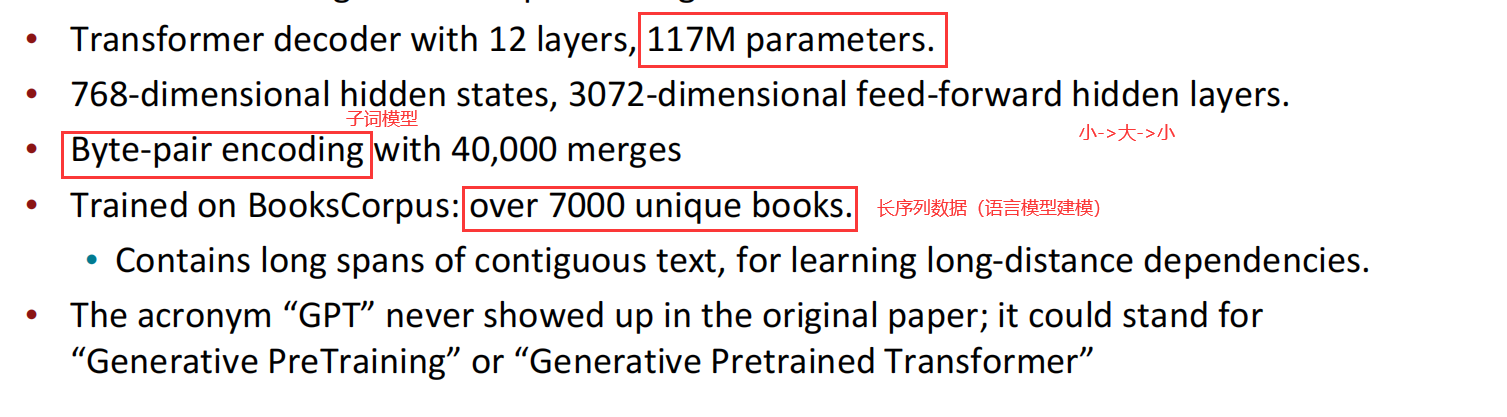 • Transformer decoder with 12 layers, 117M parameters.
• 768-dimensional hidden states, 3072-dimensional feed-forward hidden layers.
子词模型
小->大->小
• Byte-pair encoding with 40,000 merges
• Trained on BooksCorpus: over 7000 unique books. 长序列数据（语言模型建模）
• Contains long spans of contiguous text, for learning long-distance dependencies.
• The acronym “GPT” never showed up in the original paper; it could stand for
“Generative PreTraining” or “Generative Pretrained Transformer”